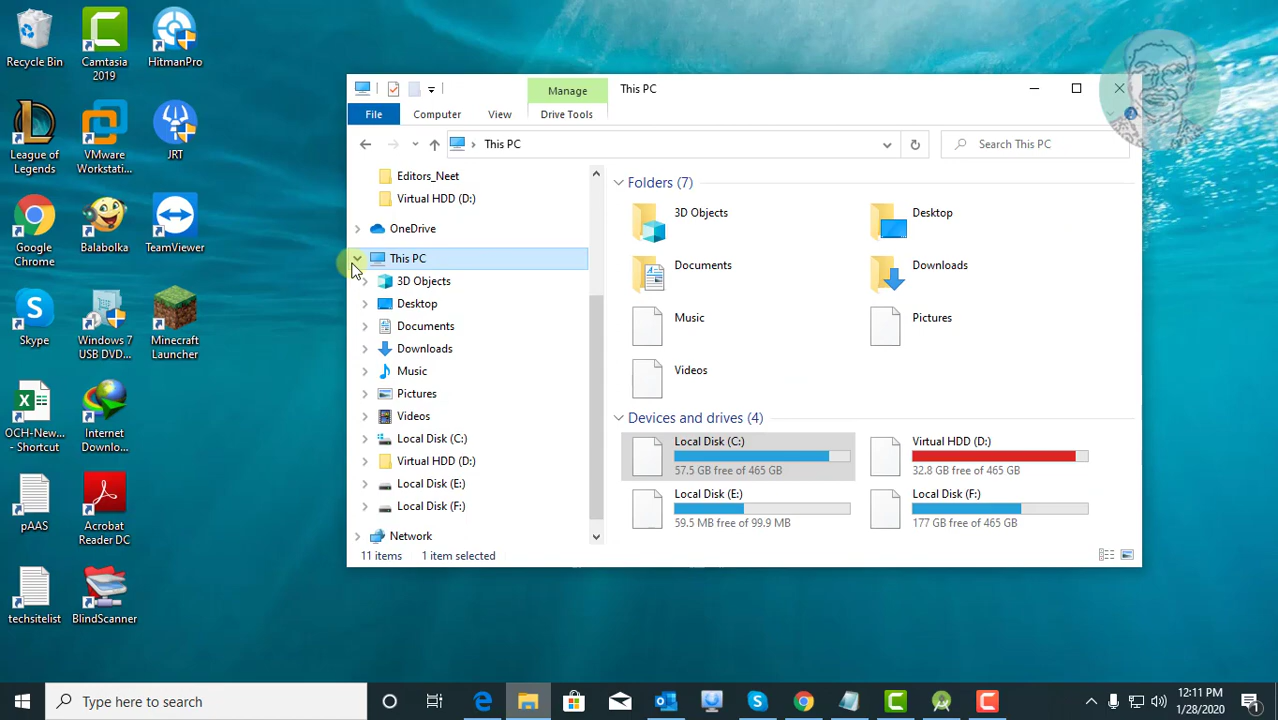 Recycle Bin
Camtasia 2019
HitmanPro
League of Legends
VMware Workstati...
JRT
Google Chrome
Balabolka
TeamViewer
Skype
Windows 7 USB DVD...
Minecraft Launcher
OCH-New... - Shortcut
Internet Downlo...
pAAS
Acrobat Reader DC
techsitelist
BlindScanner
Manage
This PC
File
Computer
View
Drive Tools
This PC
Search This PC
Editors_Neet
Virtual HDD (D:)
OneDrive
This PC
3D Objects
Desktop
Documents
Downloads
Music
Pictures
Videos
Local Disk (C:)
Virtual HDD (D:)
Local Disk (E:)
Local Disk (F:)
Network
Folders (7)
3D Objects
Desktop
Documents
Downloads
Music
Pictures
Videos
Devices and drives (4)
Local Disk (C:)
57.5 GB free of 465 GB
Virtual HDD (D:)
32.8 GB free of 465 GB
Local Disk (E:)
59.5 MB free of 99.9 MB
Local Disk (F:)
177 GB free of 465 GB
11 items
1 item selected
Type here to search
12:11 PM
1/28/2020